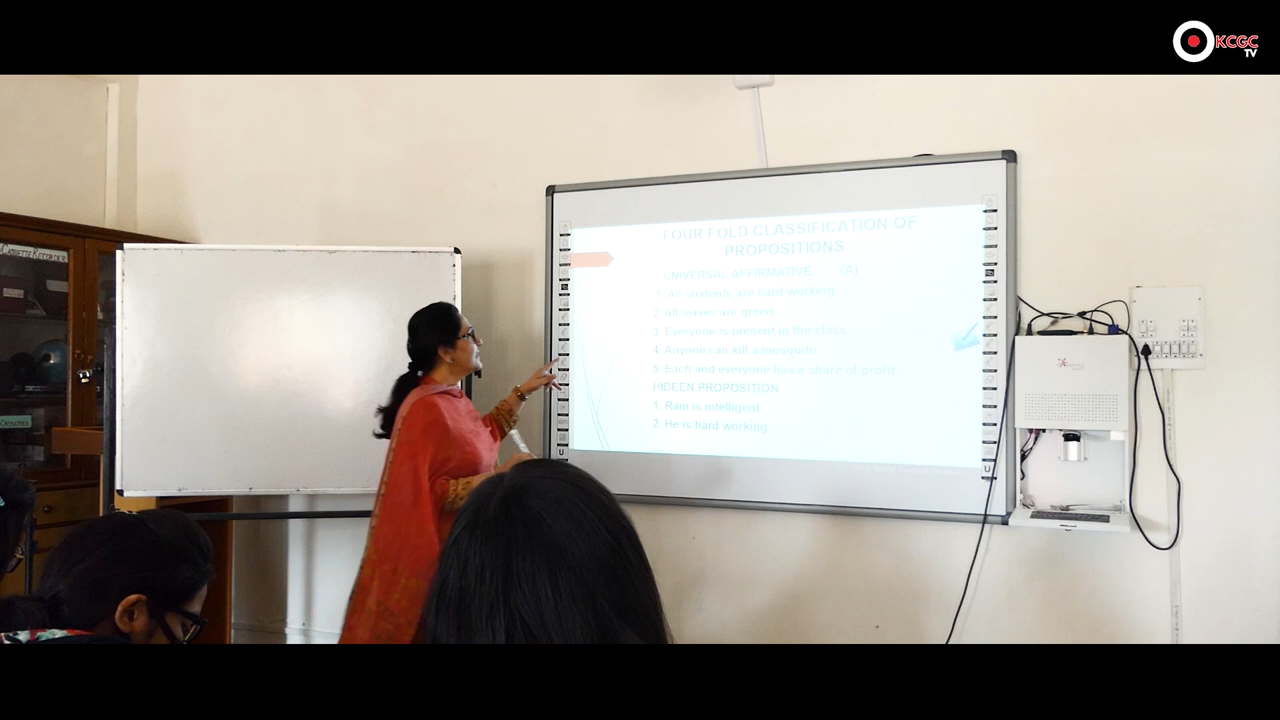 KCGC
TV
CASSETTE RECORDER
FOUR FOLD CLASSIFICATION OF
PROPOSITIONS
UNIVERSAL AFFIRMATIVE (A)
1. All students are hard working.
2. All leaves are green.
3. Everyone is present in the class.
4. Anyone can kill a mosquito.
5. Each and everyone has a share of profit.
HIDEEN PROPOSITION
1. Ram is intelligent.
2. He is hard working.
U
U